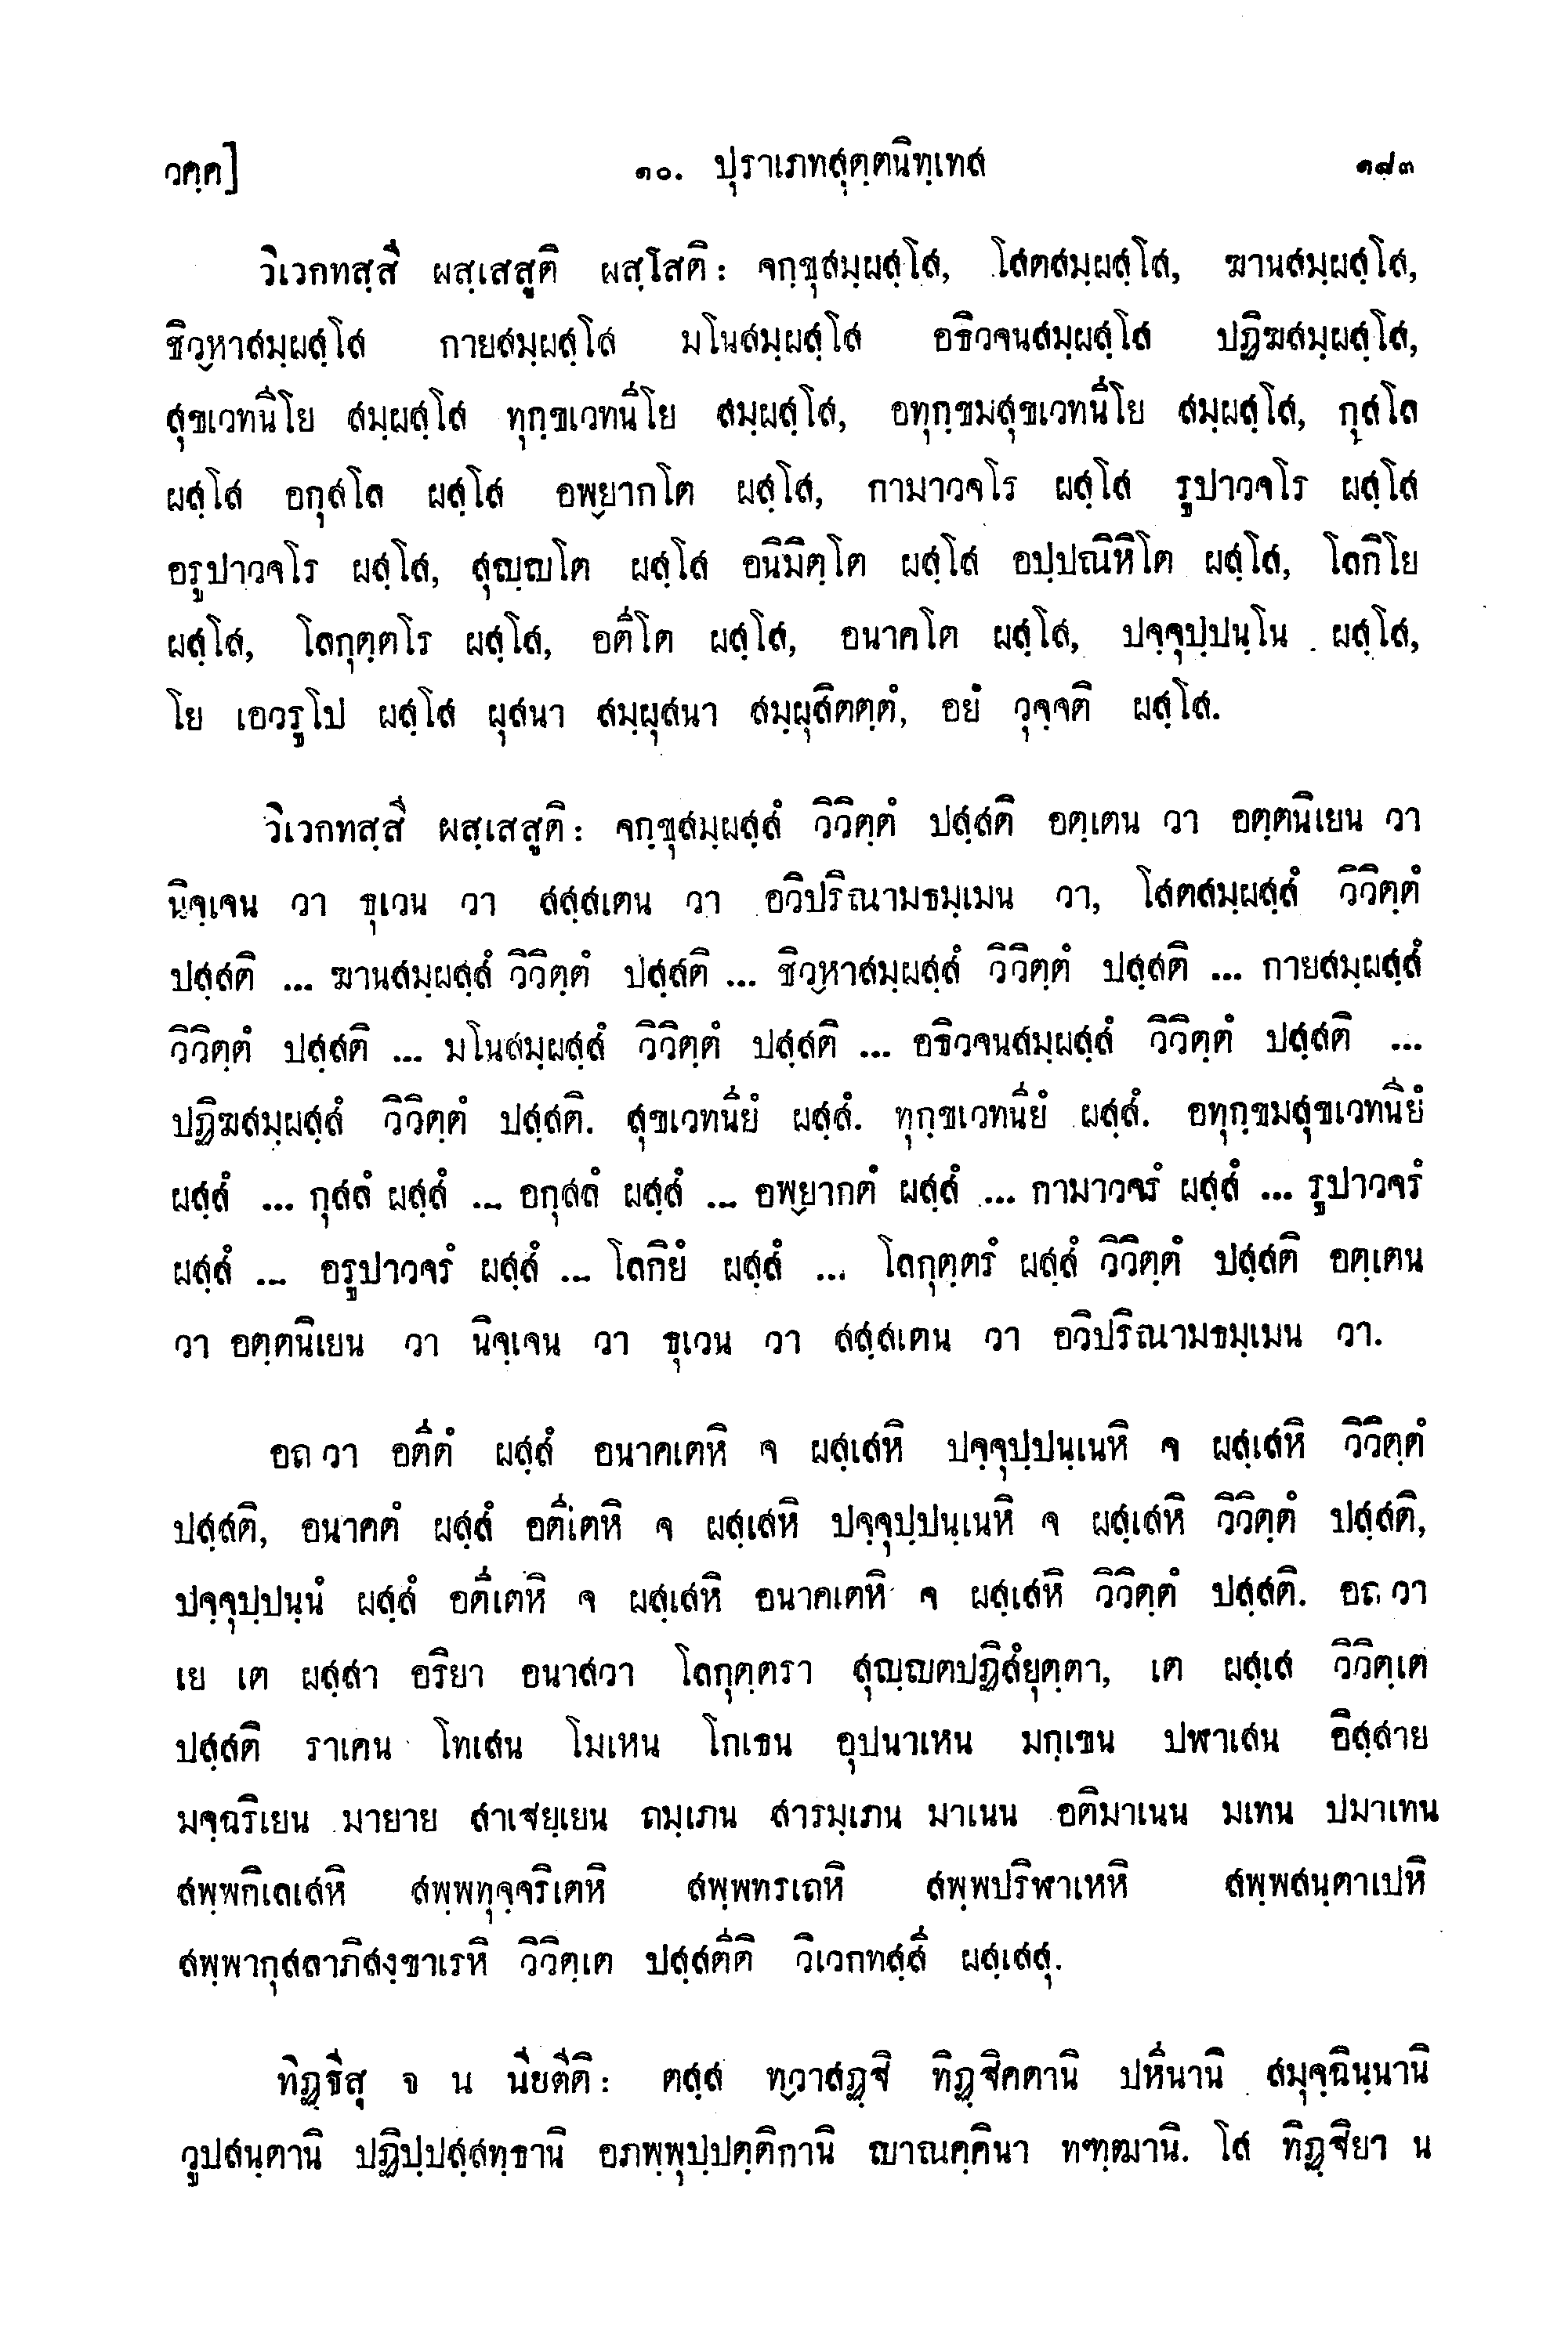 วคฺค]
๑๐. ปุราเภทสุตฺตนิทฺเทส
๑๘๓
วิเวกทสฺสี ผสฺเสสูติ ผสฺโสติ: จกฺขุสมฺผสฺโส, โสตสมฺผสฺโส, ฆานสมฺผสฺโส,
ชิวฺหาสมฺผสฺโส กายสมฺผสฺโส มโนสมฺผสฺโส อธิวจนสมฺผสฺโส ปฏิฆสมฺผสฺโส,
สุขเวทนีโย สมฺผสฺโส ทุกฺขเวทนีโย สมฺผสฺโส, อทุกฺขมสุขเวทนีโย สมฺผสฺโส, กุสโล
ผสฺโส อกุสโล ผสฺโส อพฺยากโต ผสฺโส, กามาวจโร ผสฺโส รูปาวจโร ผสฺโส
อรูปาวจโร ผสฺโส, สุญฺญโต ผสฺโส อนิมิตฺโต ผสฺโส อปฺปณิหิโต ผสฺโส, โลกิโย
ผสฺโส, โลกุตฺตโร ผสฺโส, อตีโต ผสฺโส, อนาคโต ผสฺโส, ปจฺจุปฺปนฺโน ผสฺโส,
โย เอวรูโป ผสฺโส ผุสนา สมฺผุสนา สมฺผุสิตตฺตํ, อยํ วุจฺจติ ผสฺโส.
วิเวกทสฺสี ผสฺเสสูติ: จกฺขุสมฺผสฺสํ วิวิตฺตํ ปสฺสติ อตฺเตน วา อตฺตนิเยน วา
นิจฺเจน วา ธุเวน วา สสฺสเตน วา อวิปริณามธมฺเมน วา, โสตสมฺผสฺสํ วิวิตฺตํ
ปสฺสติ ... ฆานสมฺผสฺสํ วิวิตฺตํ ปสฺสติ ... ชิวฺหาสมฺผสฺสํ วิวิตฺตํ ปสฺสติ ... กายสมฺผสฺสํ
วิวิตฺตํ ปสฺสติ ... มโนสมฺผสฺสํ วิวิตฺตํ ปสฺสติ ... อธิวจนสมฺผสฺสํ วิวิตฺตํ ปสฺสติ ...
ปฏิฆสมฺผสฺสํ วิวิตฺตํ ปสฺสติ. สุขเวทนียํ ผสฺสํ. ทุกฺขเวทนียํ ผสฺสํ. อทุกฺขมสุขเวทนียํ
ผสฺสํ ... กุสลํ ผสฺสํ ... อกุสลํ ผสฺสํ ... อพฺยากตํ ผสฺสํ ... กามาวจรํ ผสฺสํ ... รูปาวจรํ
ผสฺสํ ... อรูปาวจรํ ผสฺสํ ... โลกิยํ ผสฺสํ ... โลกุตฺตรํ ผสฺสํ วิวิตฺตํ ปสฺสติ อตฺเตน
วา อตฺตนิเยน วา นิจฺเจน วา ธุเวน วา สสฺสเตน วา อวิปริณามธมฺเมน วา.
อถ วา อตีตํ ผสฺสํ อนาคเตหิ จ ผสฺเสหิ ปจฺจุปฺปนฺเนหิ จ ผสฺเสหิ วิวิตฺตํ
ปสฺสติ, อนาคตํ ผสฺสํ อตีเตหิ จ ผสฺเสหิ ปจฺจุปฺปนฺเนหิ จ ผสฺเสหิ วิวิตฺตํ ปสฺสติ,
ปจฺจุปฺปนฺนํ ผสฺสํ อตีเตหิ จ ผสฺเสหิ อนาคเตหิ จ ผสฺเสหิ วิวิตฺตํ ปสฺสติ. อถ วา
เย เต ผสฺสา อริยา อนาสวา โลกุตฺตรา สุญฺญตปฏิสํยุตฺตา, เต ผสฺเส วิวิตฺเต
ปสฺสติ ราเคน โทเสน โมเหน โกเธน อุปนาเหน มกฺเขน ปฬาเสน อิสฺสาย
มจฺฉริเยน มายาย สาเฐยฺเยน ถมฺเภน สารมฺเภน มาเนน อติมาเนน มเทน ปมาเทน
สพฺพกิเลเสหิ สพฺพทุจฺจริเตหิ สพฺพทรเถหิ สพฺพปริฬาเหหิ สพฺพสนฺตาเปหิ
สพฺพากุสลาภิสงฺขาเรหิ วิวิตฺเต ปสฺสตีติ วิเวกทสฺสี ผสฺเสสุ.
ทิฏฺฐีสุ จ น นียตีติ: ตสฺส ทฺวาสฏฺฐิ ทิฏฺฐิคตานิ ปหีนานิ สมุจฺฉินฺนานิ
วูปสนฺตานิ ปฏิปฺปสฺสทฺธานิ อภพฺพุปฺปตฺติกานิ ญาณคฺคินา ทฑฺฒานิ. โส ทิฏฺฐิยา น